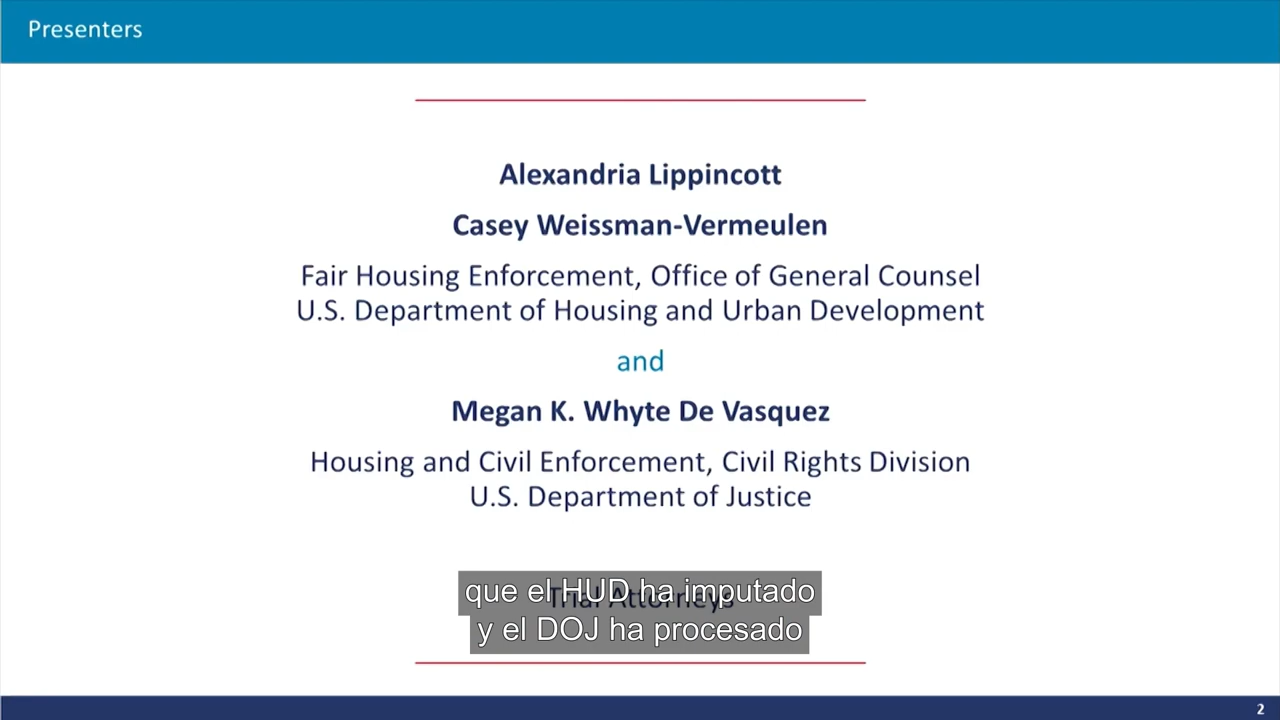 Presenters
Alexandria Lippincott
Casey Weissman-Vermeulen
Fair Housing Enforcement, Office of General Counsel
U.S. Department of Housing and Urban Development
and
Megan K. Whyte De Vasquez
Housing and Civil Enforcement, Civil Rights Division
U.S. Department of Justice
Trial Attorneys
que el HUD ha imputado
y el DOJ ha procesado
2